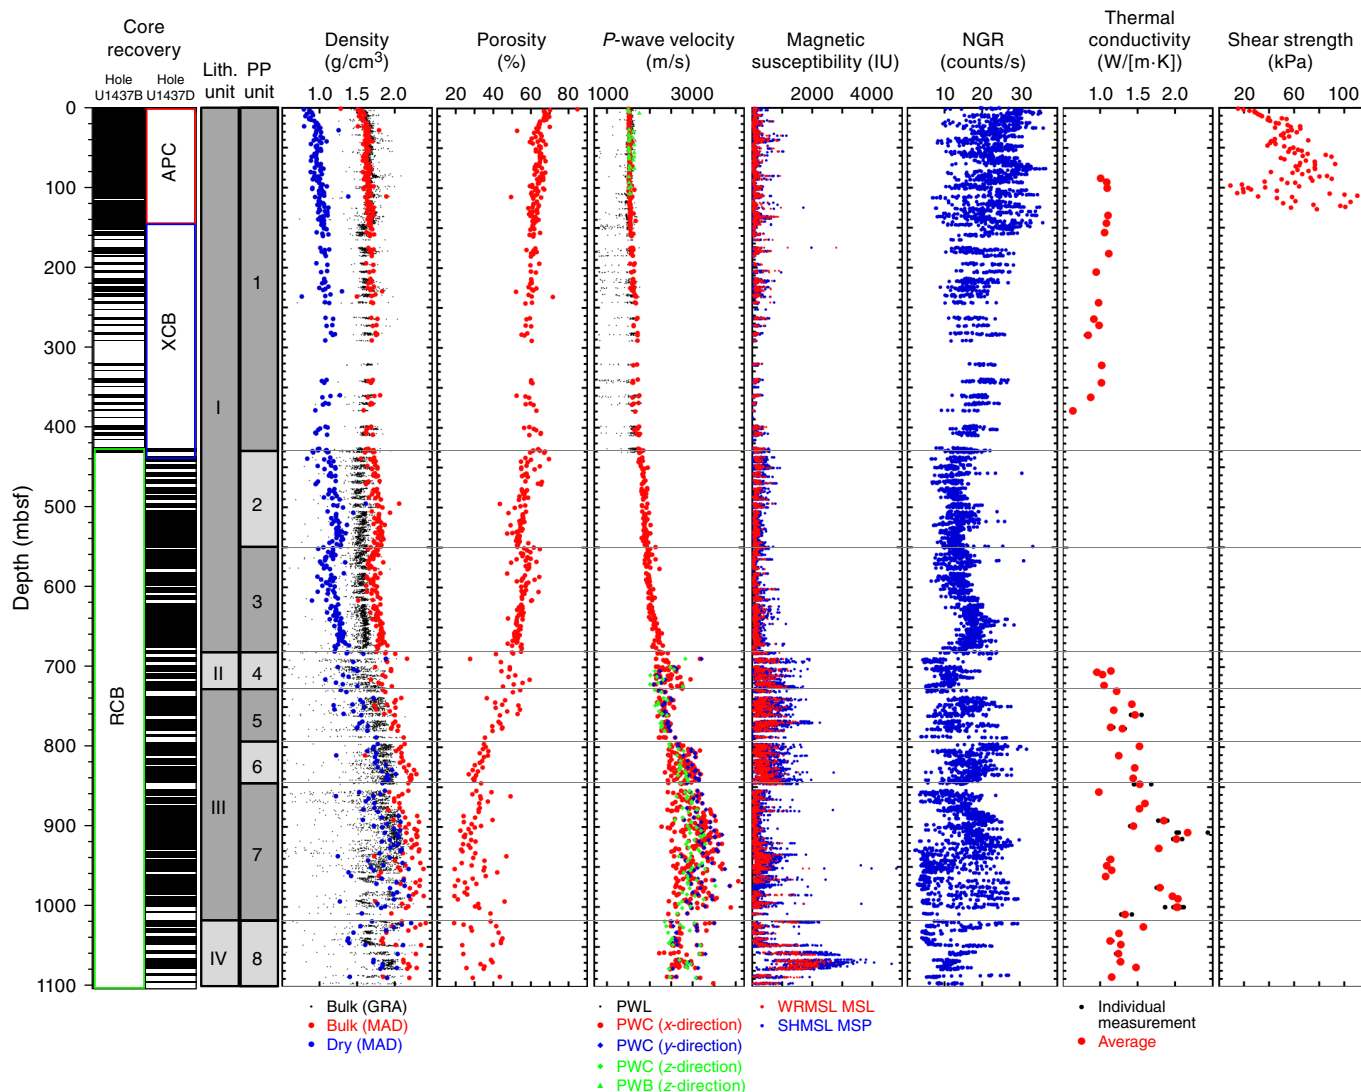 Core recovery
Hole U1437B
Hole U1437D
Lith. unit
PP unit
Density (g/cm³)
Porosity (%)
P-wave velocity (m/s)
Magnetic susceptibility (IU)
NGR (counts/s)
Thermal conductivity (W/[m·K])
Shear strength (kPa)
1.0 1.5 2.0
20 40 60 80
1000 3000
2000 4000
10 20 30
1.0 1.5 2.0
20 60 100
Depth (mbsf)
0
100
200
300
400
500
600
700
800
900
1000
1100
APC
XCB
RCB
I
II
III
IV
1
2
3
4
5
6
7
8
Bulk (GRA)
Bulk (MAD)
Dry (MAD)
PWL
PWC (x-direction)
PWC (y-direction)
PWC (z-direction)
PWB (z-direction)
WRMSL MSL
SHMSL MSP
Individual measurement
Average